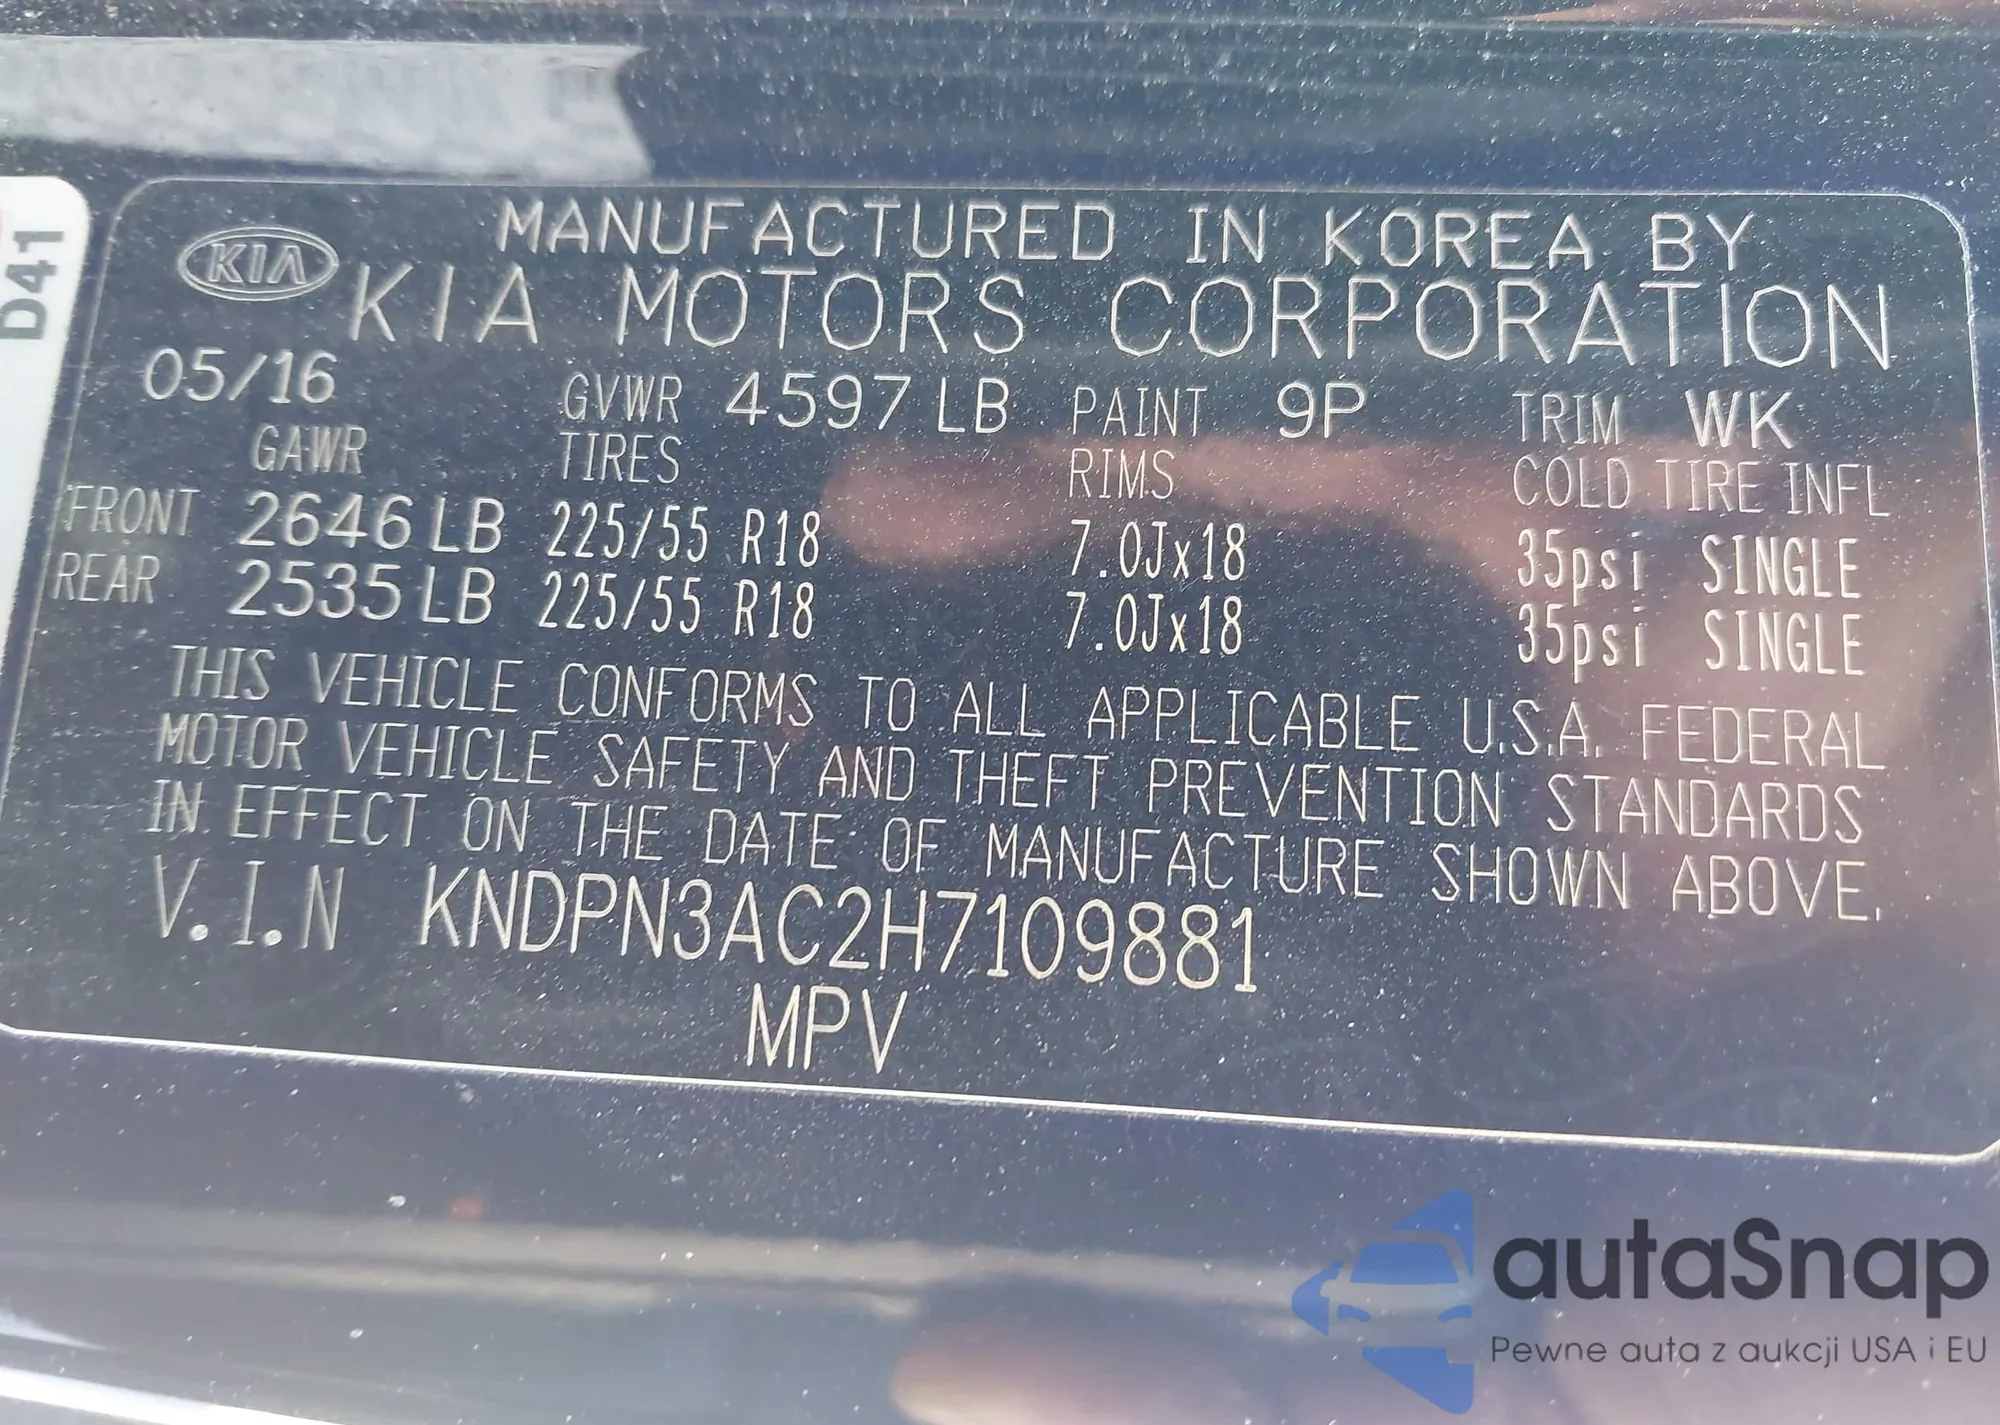 D41
KIA
MANUFACTURED IN KOREA BY
KIA MOTORS CORPORATION
05/16 GVWR 4597 LB PAINT 9P TRIM WK
GAWR TIRES RIMS COLD TIRE INFL
FRONT 2646 LB 225/55 R18 7.0Jx18 35psi SINGLE
REAR 2535 LB 225/55 R18 7.0Jx18 35psi SINGLE
THIS VEHICLE CONFORMS TO ALL APPLICABLE U.S.A. FEDERAL
MOTOR VEHICLE SAFETY AND THEFT PREVENTION STANDARDS
IN EFFECT ON THE DATE OF MANUFACTURE SHOWN ABOVE.
V.I.N KNDPN3AC2H7109881
MPV
autaSnap
Pewne auta z aukcji USA i EU